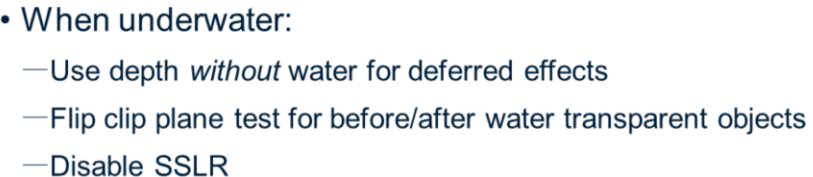 • When underwater:
—Use depth without water for deferred effects
—Flip clip plane test for before/after water transparent objects
—Disable SSLR